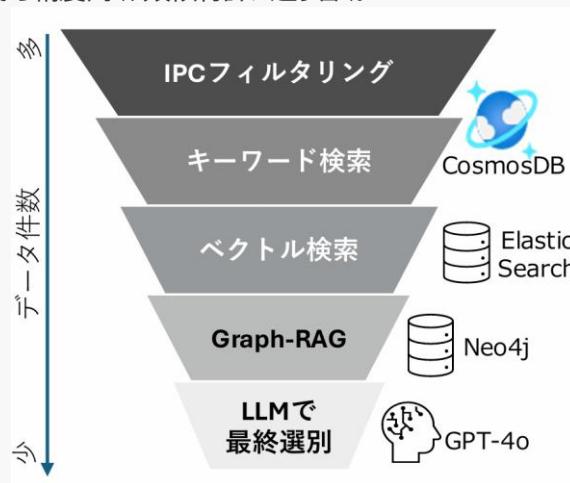 多
IPCフィルタリング
キーワード検索
CosmosDB
データ件数
ベクトル検索
Elastic
Search
Graph-RAG
Neo4j
LLMで
最終選別
GPT-4o
少